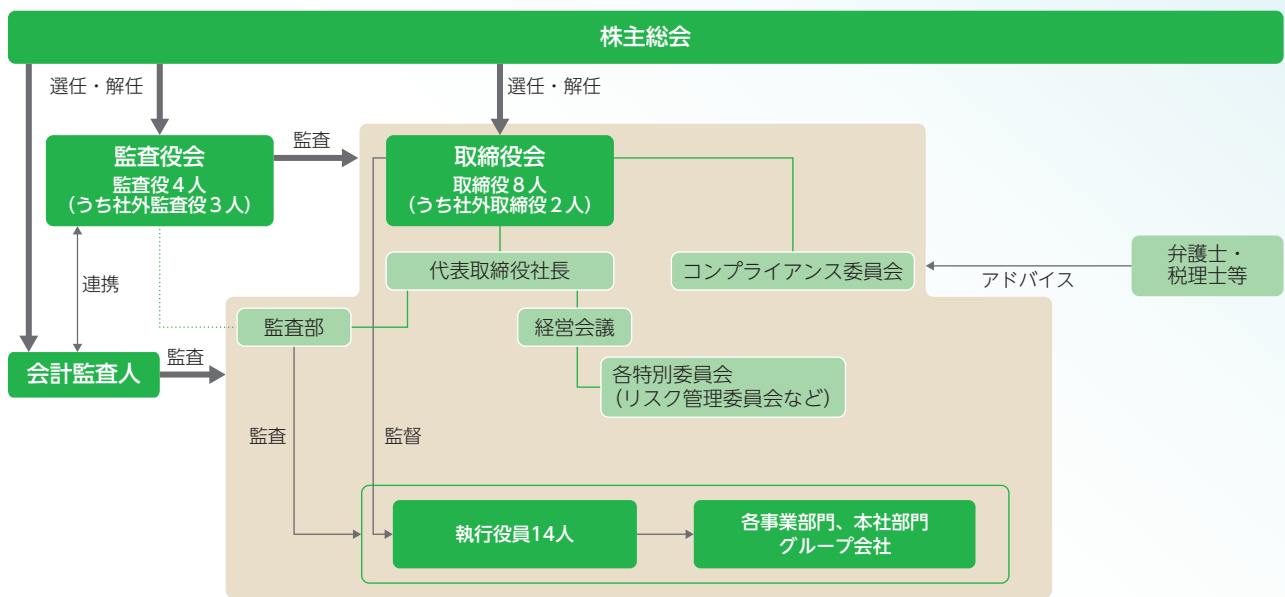 株主総会
選任・解任
選任・解任
監査役会
監査役4人
（うち社外監査役3人）
監査
取締役会
取締役8人
（うち社外取締役2人）
代表取締役社長
コンプライアンス委員会
アドバイス
弁護士・
税理士等
連携
監査部
経営会議
会計監査人
監査
各特別委員会
（リスク管理委員会など）
監査
監督
執行役員14人
各事業部門、本社部門
グループ会社